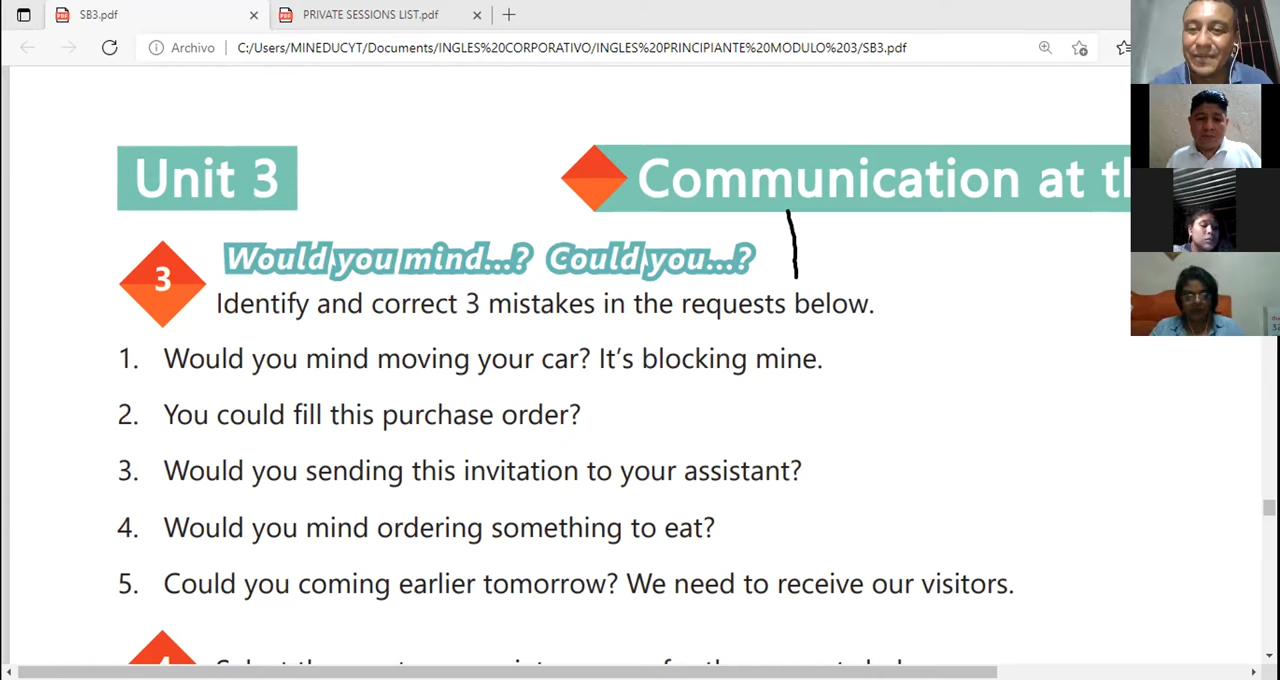 SB3.pdf
PRIVATE SESSIONS LIST.pdf
Archivo
C:/Users/MINEDUCYT/Documents/INGLES%20CORPORATIVO/INGLES%20PRINCIPIANTE%20MODULO%203/SB3.pdf
Unit 3
Communication at th
3
Would you mind...? Could you...?
Identify and correct 3 mistakes in the requests below.
1. Would you mind moving your car? It's blocking mine.
2. You could fill this purchase order?
3. Would you sending this invitation to your assistant?
4. Would you mind ordering something to eat?
5. Could you coming earlier tomorrow? We need to receive our visitors.